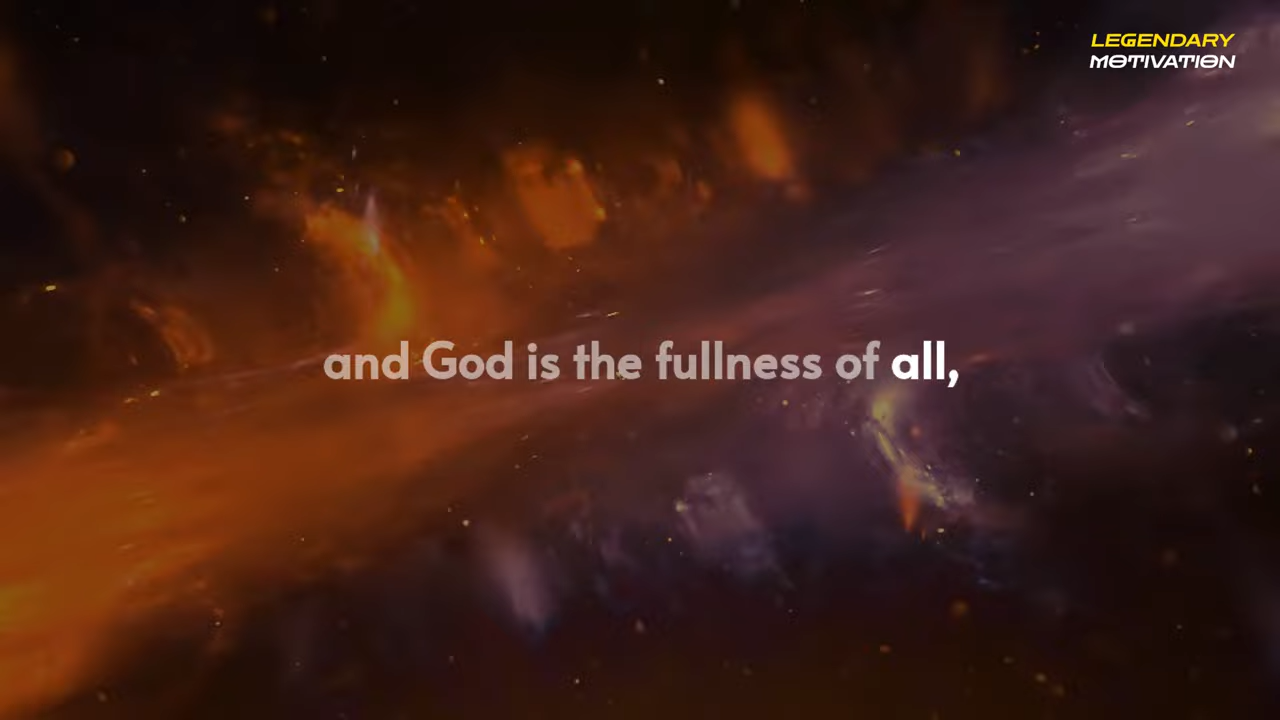 LEGENDARY
MOTIVATION
and God is the fullness of all,